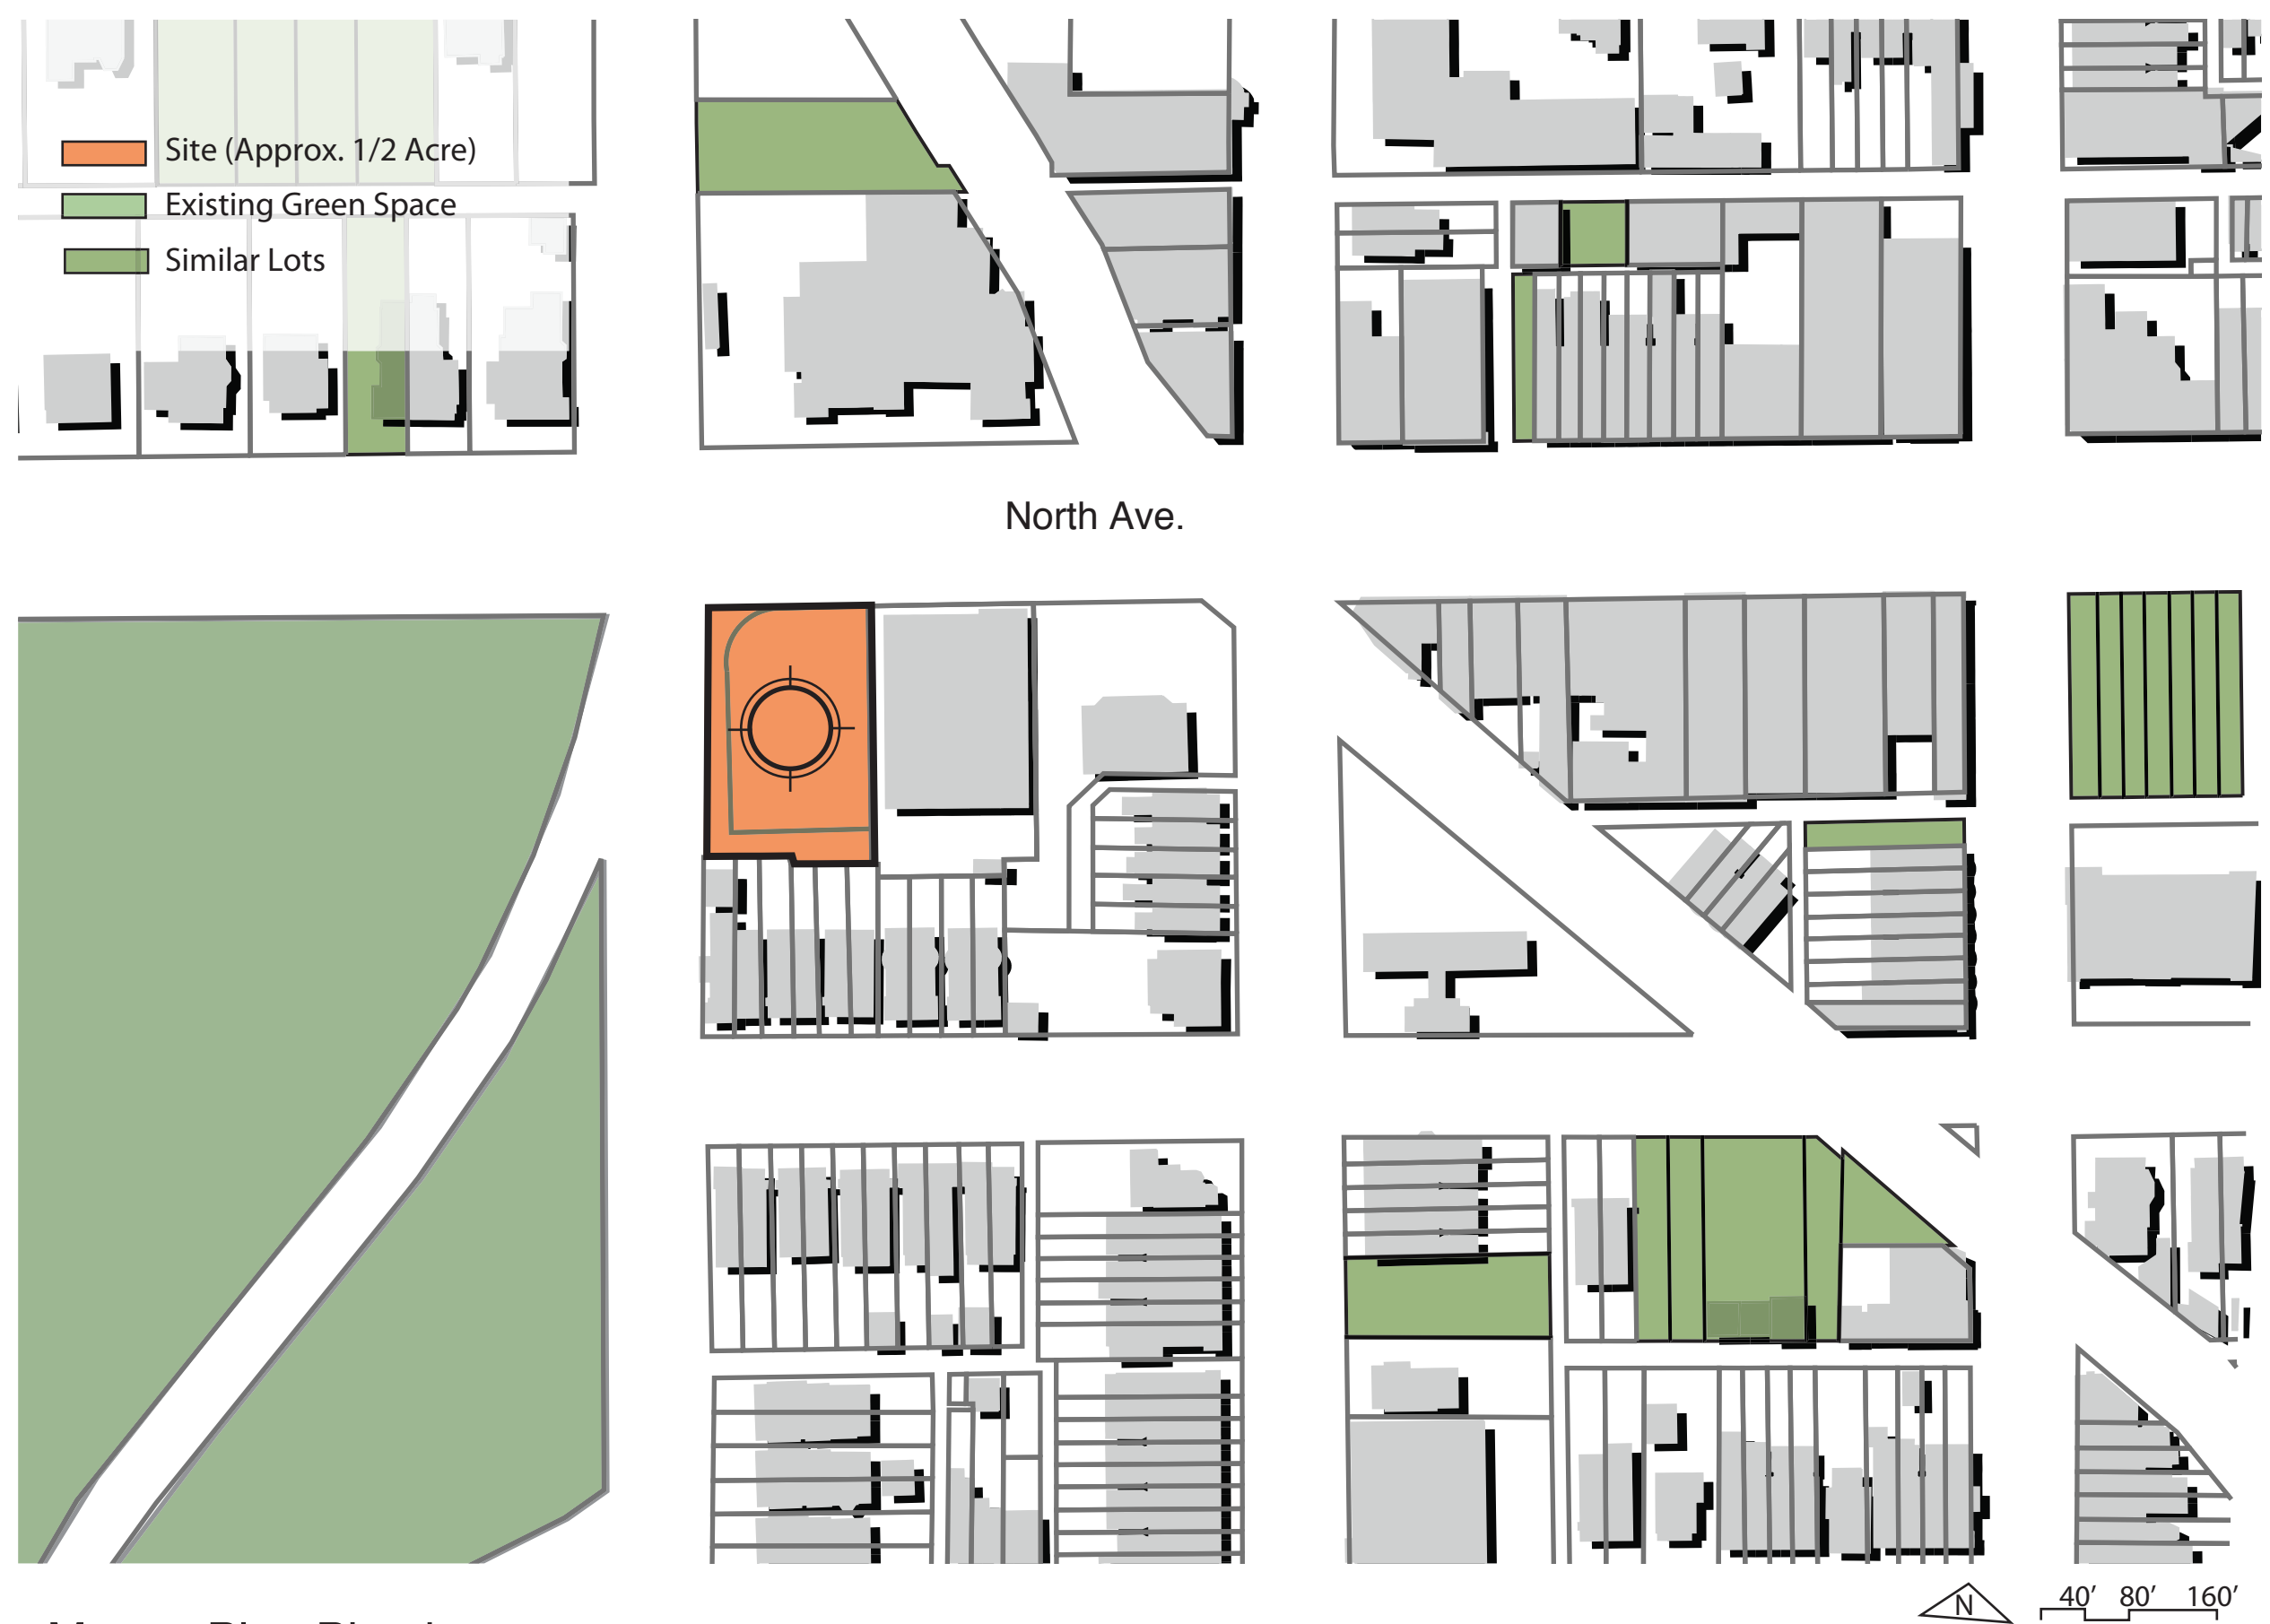 Site (Approx. 1/2 Acre)
Existing Green Space
Similar Lots
North Ave.
N
40' 80' 160'